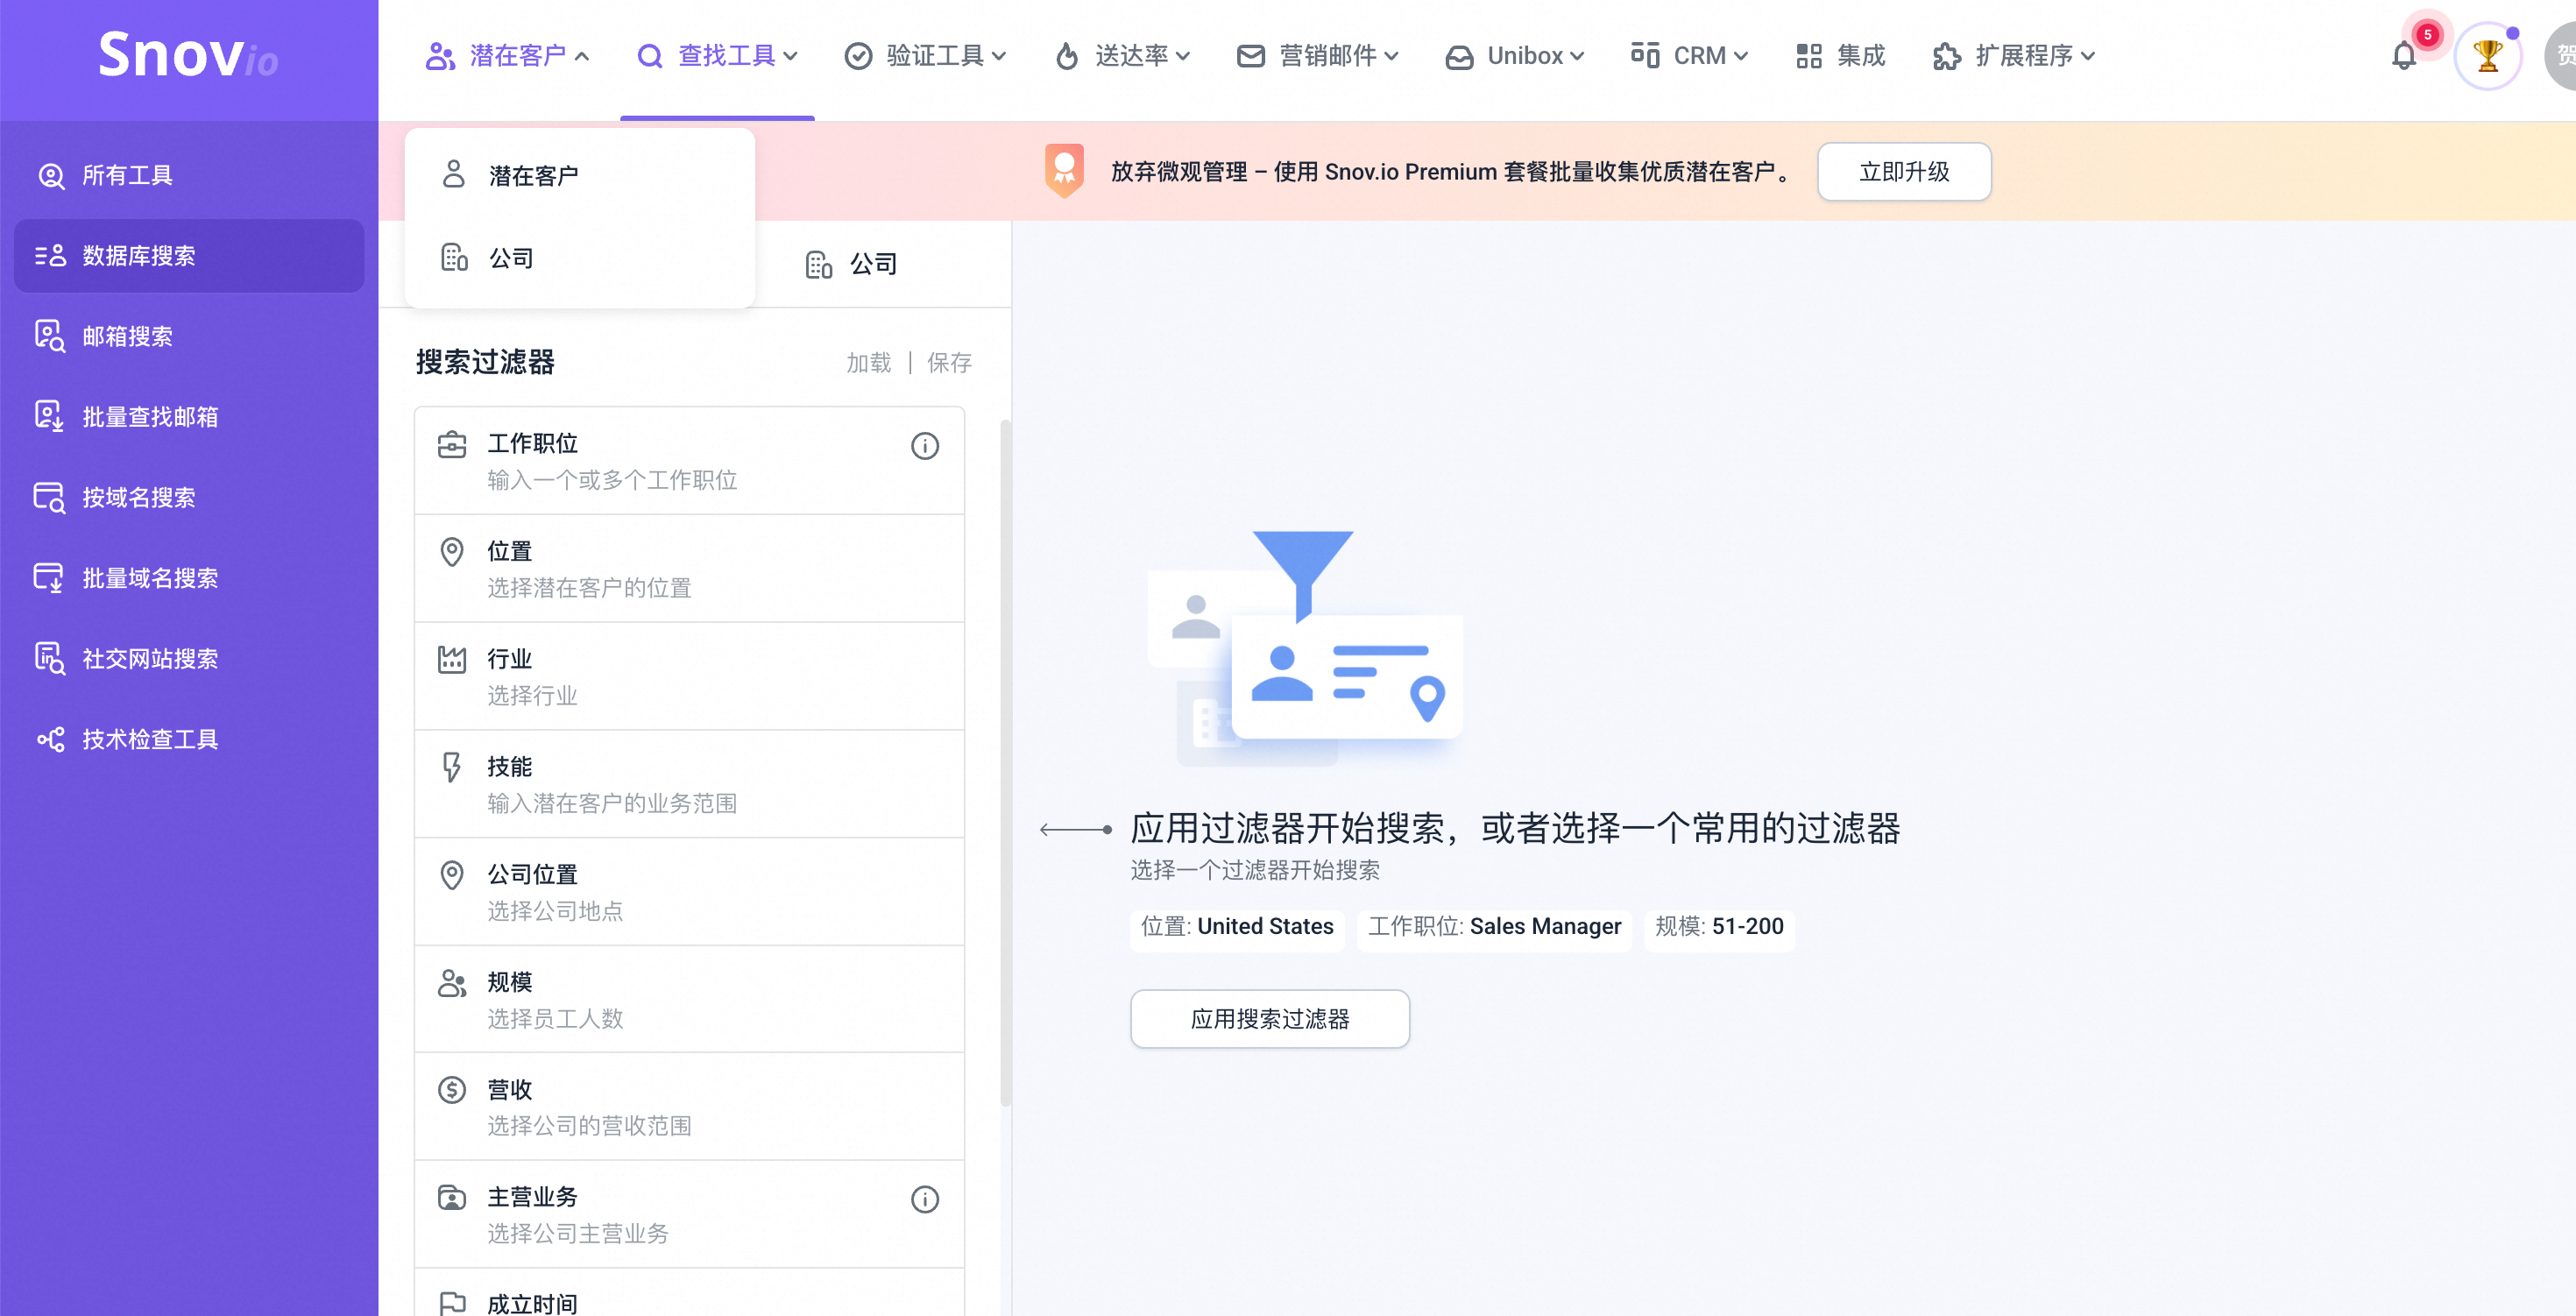 Snovio
潜在客户
查找工具
验证工具
送达率
营销邮件
Unibox
CRM
集成
扩展程序
5
贺
所有工具
数据库搜索
邮箱搜索
批量查找邮箱
按域名搜索
批量域名搜索
社交网站搜索
技术检查工具
潜在客户
公司
放弃微观管理 – 使用 Snov.io Premium 套餐批量收集优质潜在客户。
立即升级
公司
搜索过滤器
加载 | 保存
工作职位
输入一个或多个工作职位
位置
选择潜在客户的位置
行业
选择行业
技能
输入潜在客户的业务范围
公司位置
选择公司地点
规模
选择员工人数
营收
选择公司的营收范围
主营业务
选择公司主营业务
成立时间
应用过滤器开始搜索，或者选择一个常用的过滤器
选择一个过滤器开始搜索
位置: United States
工作职位: Sales Manager
规模: 51-200
应用搜索过滤器